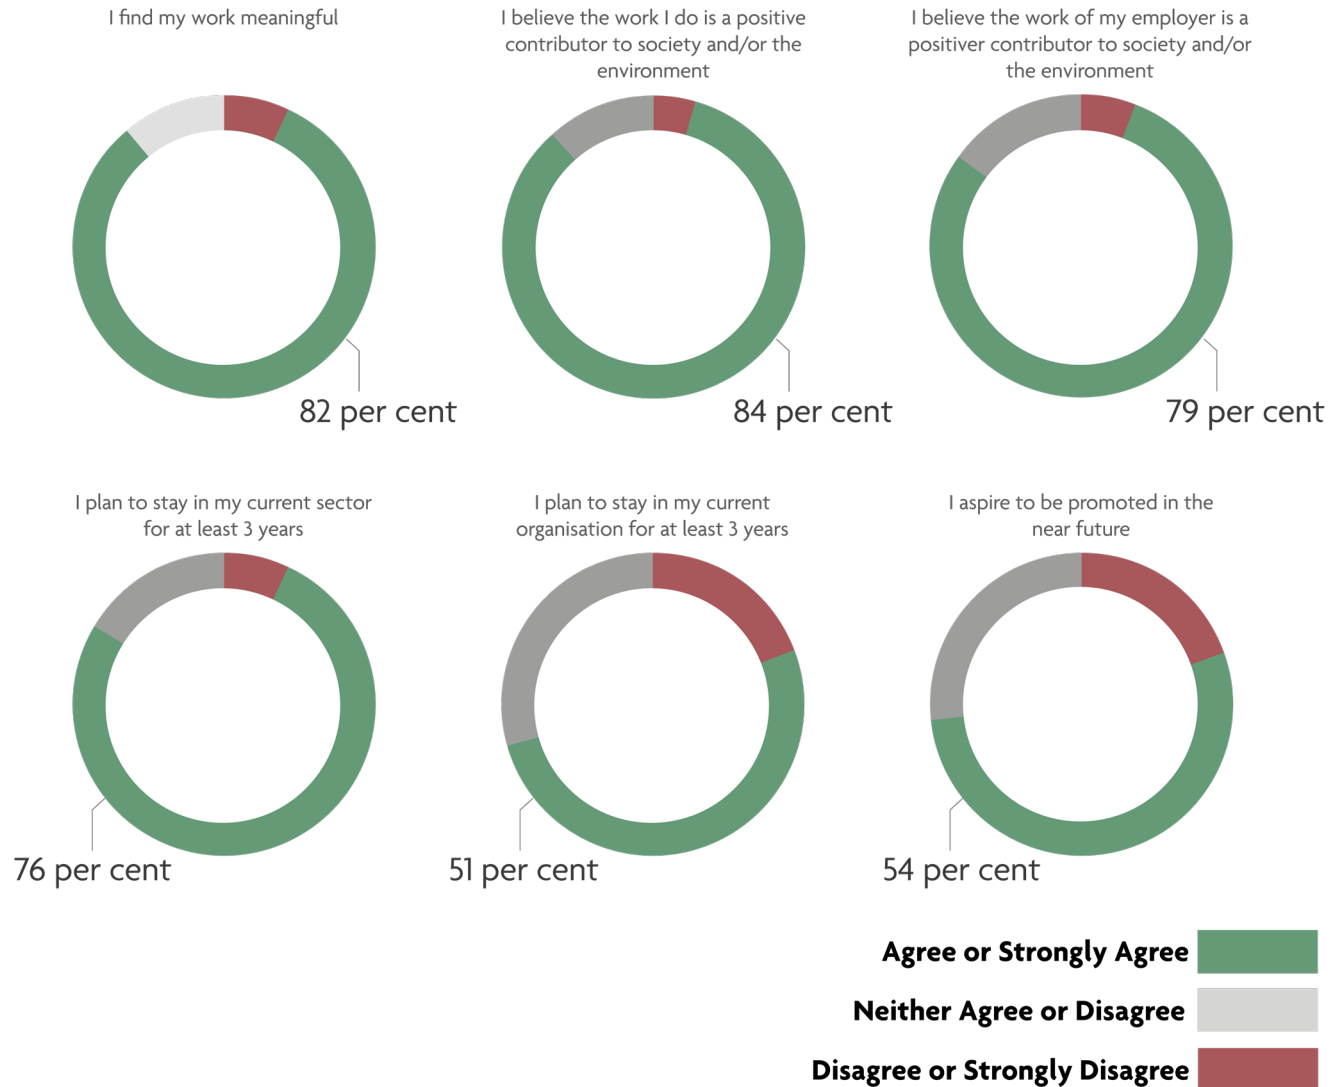 I find my work meaningful
I believe the work I do is a positive
contributor to society and/or the
environment
I believe the work of my employer is a
positiver contributor to society and/or
the environment
82 per cent
84 per cent
79 per cent
I plan to stay in my current sector
for at least 3 years
I plan to stay in my current
organisation for at least 3 years
I aspire to be promoted in the
near future
76 per cent
51 per cent
54 per cent
Agree or Strongly Agree
Neither Agree or Disagree
Disagree or Strongly Disagree